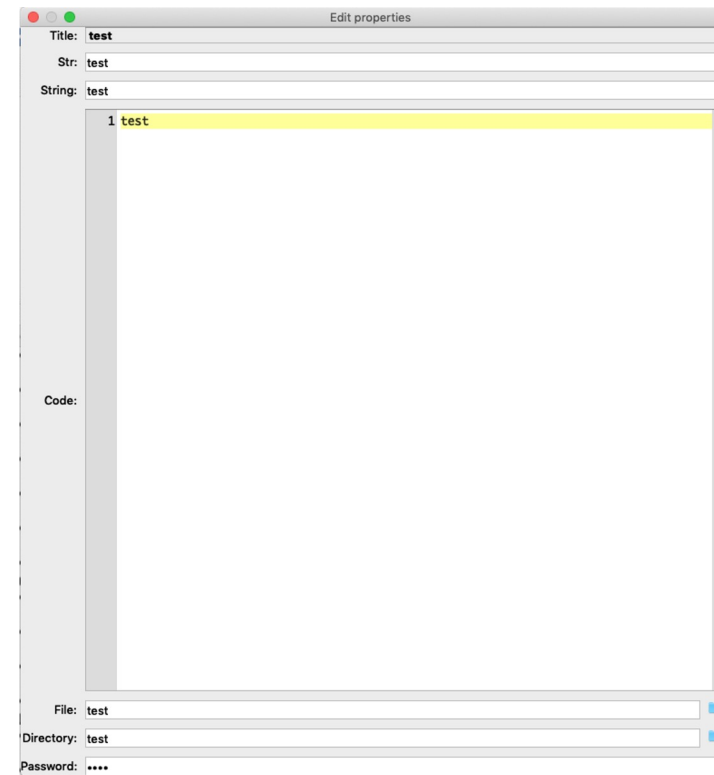 Edit properties
Title: test
Str: test
String: test
1 test
Code:
File: test
Directory: test
Password: ••••